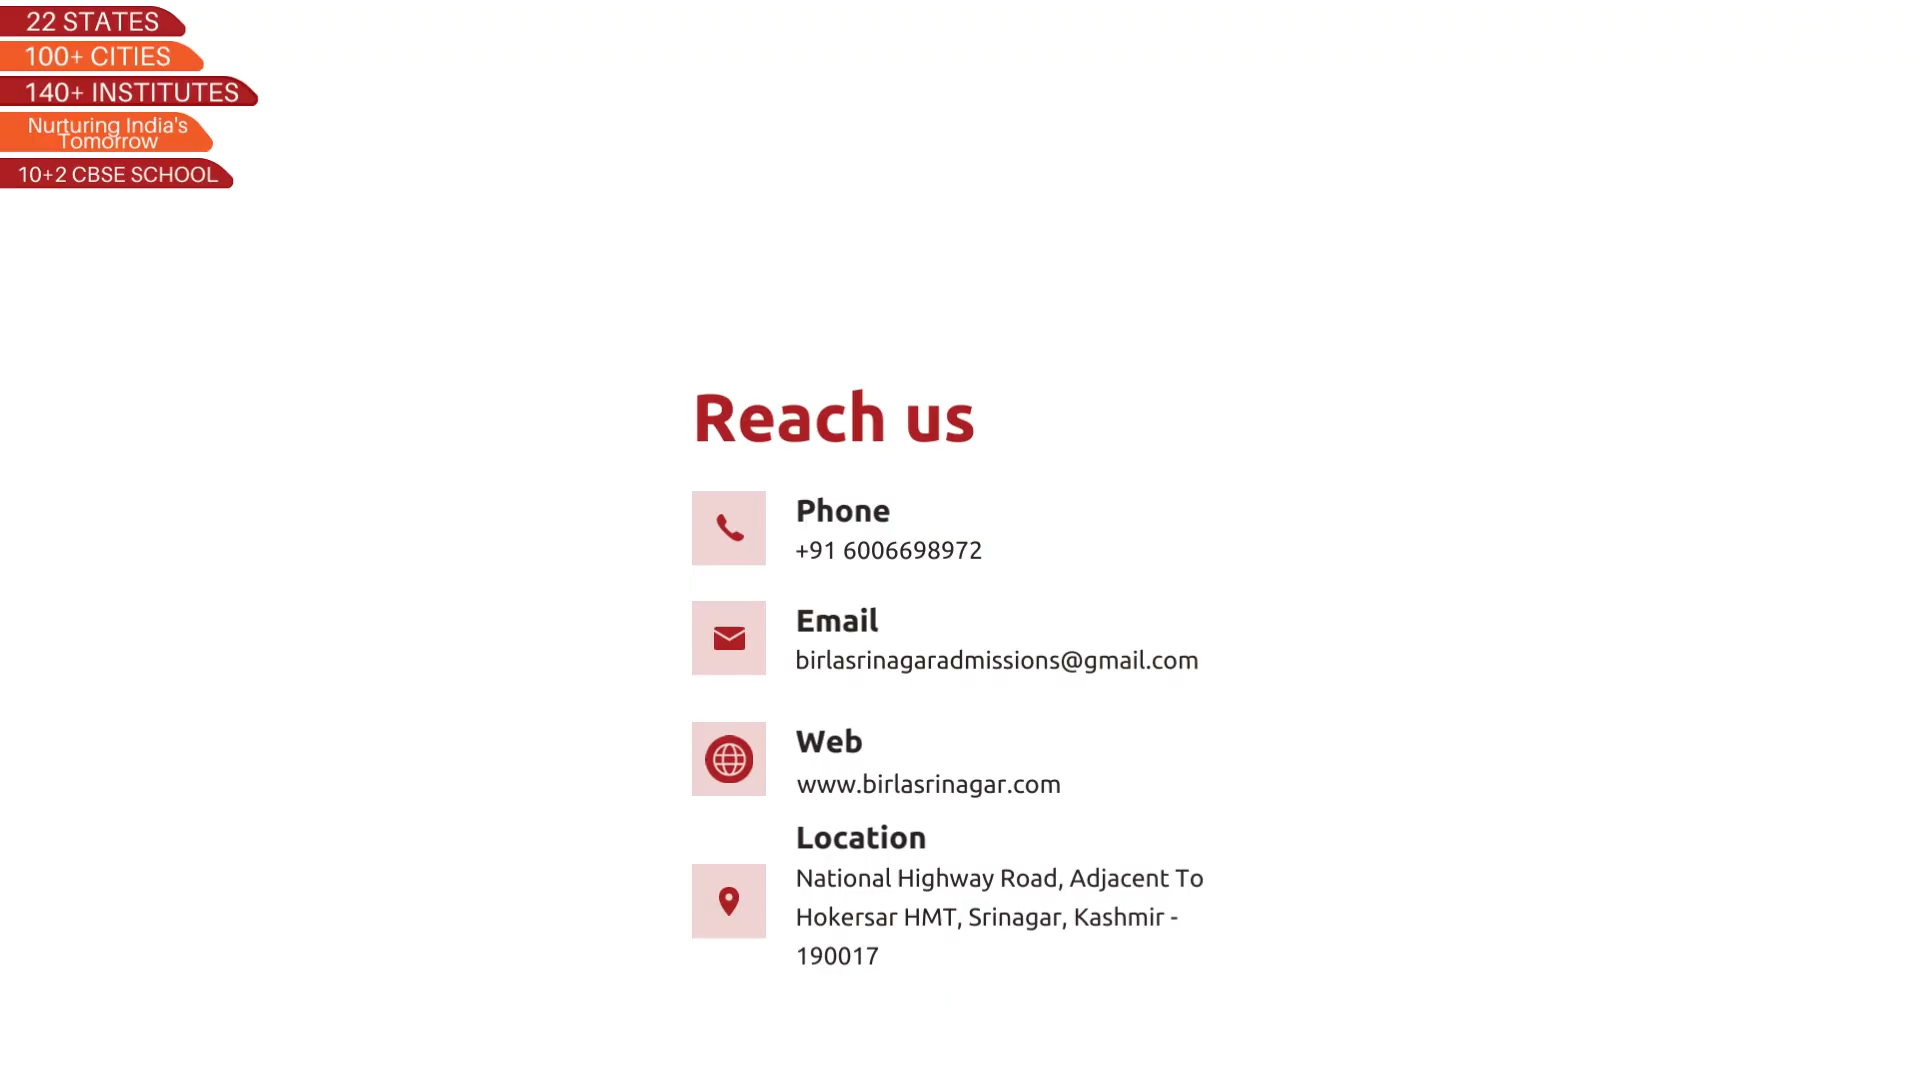 22 STATES
100+ CITIES
140+ INSTITUTES
Nurturing India's
Tomorrow
10+2 CBSE SCHOOL
Reach us
Phone
+91 6006698972
Email
birlasrinagaradmissions@gmail.com
Web
www.birlasrinagar.com
Location
National Highway Road, Adjacent To
Hokersar HMT, Srinagar, Kashmir -
190017